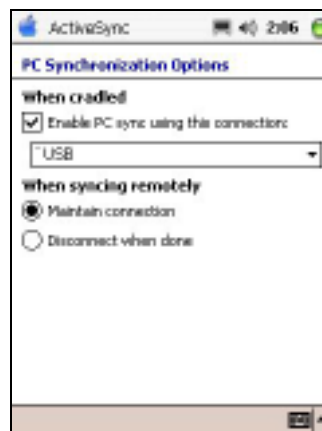 ActiveSync 2:06
PC Synchronization Options
When cradled
Enable PC sync using this connection:
`USB
When syncing remotely
Maintain connection
Disconnect when done